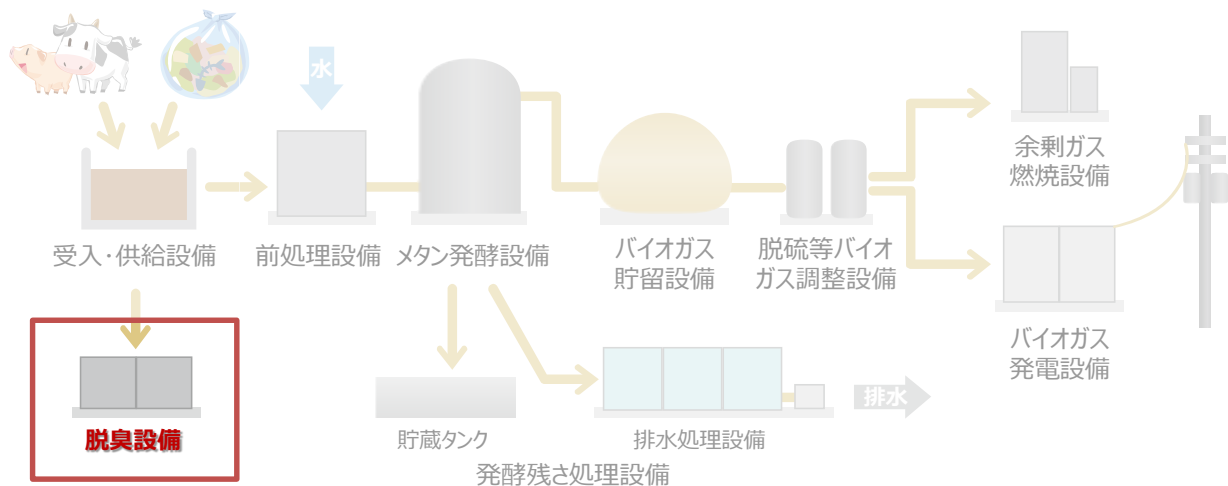 水
余剰ガス
燃焼設備
受入・供給設備
前処理設備
メタン発酵設備
バイオガス
貯留設備
脱硫等バイオ
ガス調整設備
バイオガス
発電設備
脱臭設備
貯蔵タンク
排水処理設備
排水
発酵残さ処理設備